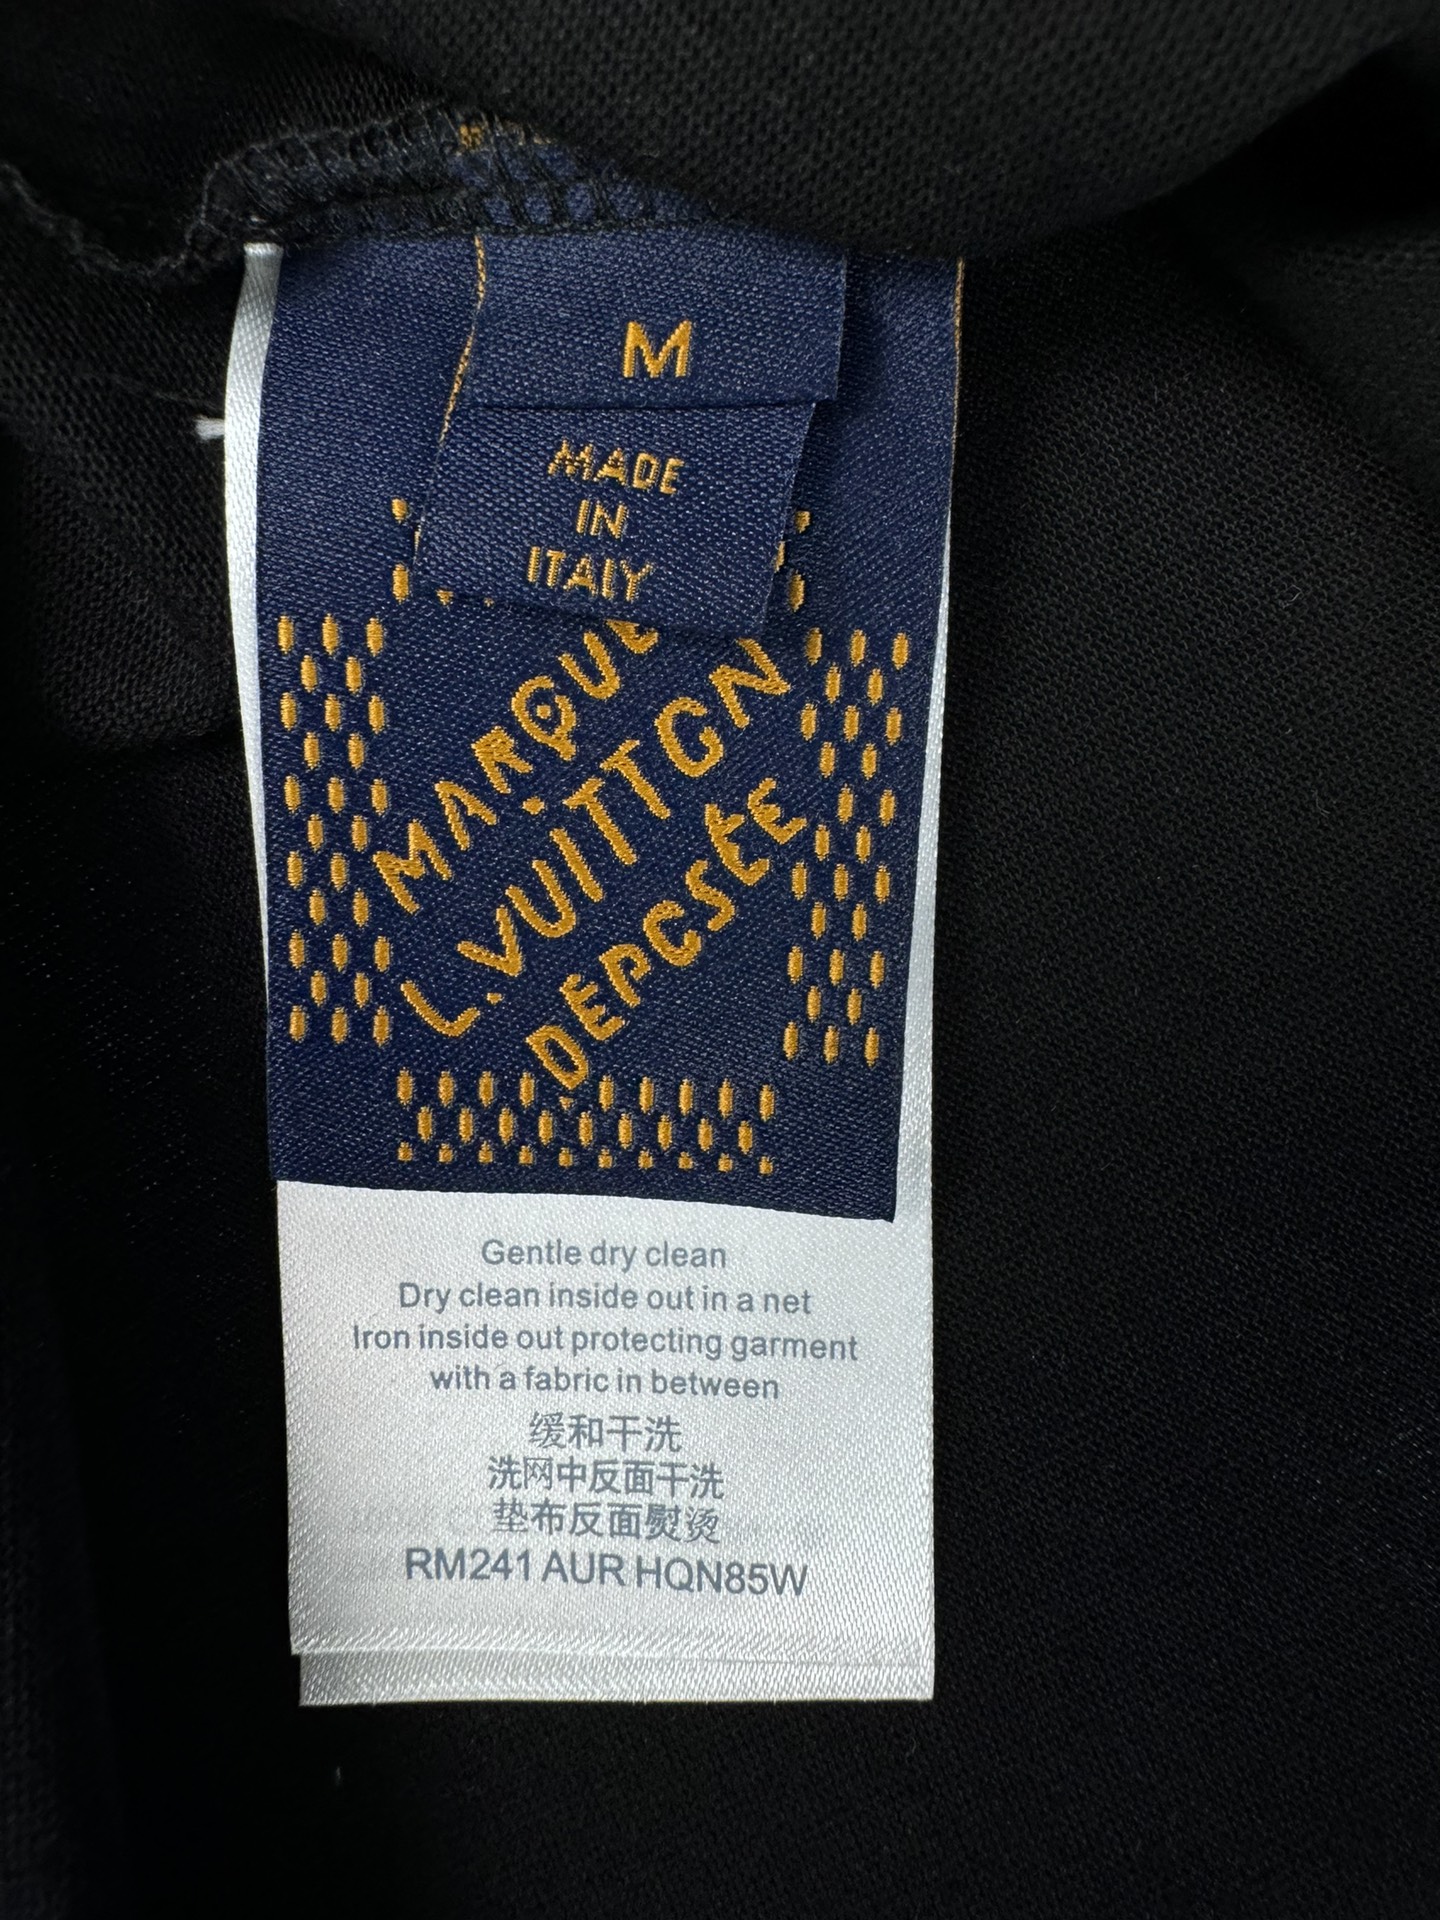 M
MADE
IN
ITALY
MARQUE
L.VUITTON
DEPOSÉE
Gentle dry clean
Dry clean inside out in a net
Iron inside out protecting garment
with a fabric in between
缓和干洗
洗网中反面干洗
垫布反面熨烫
RM241 AUR HQN85W